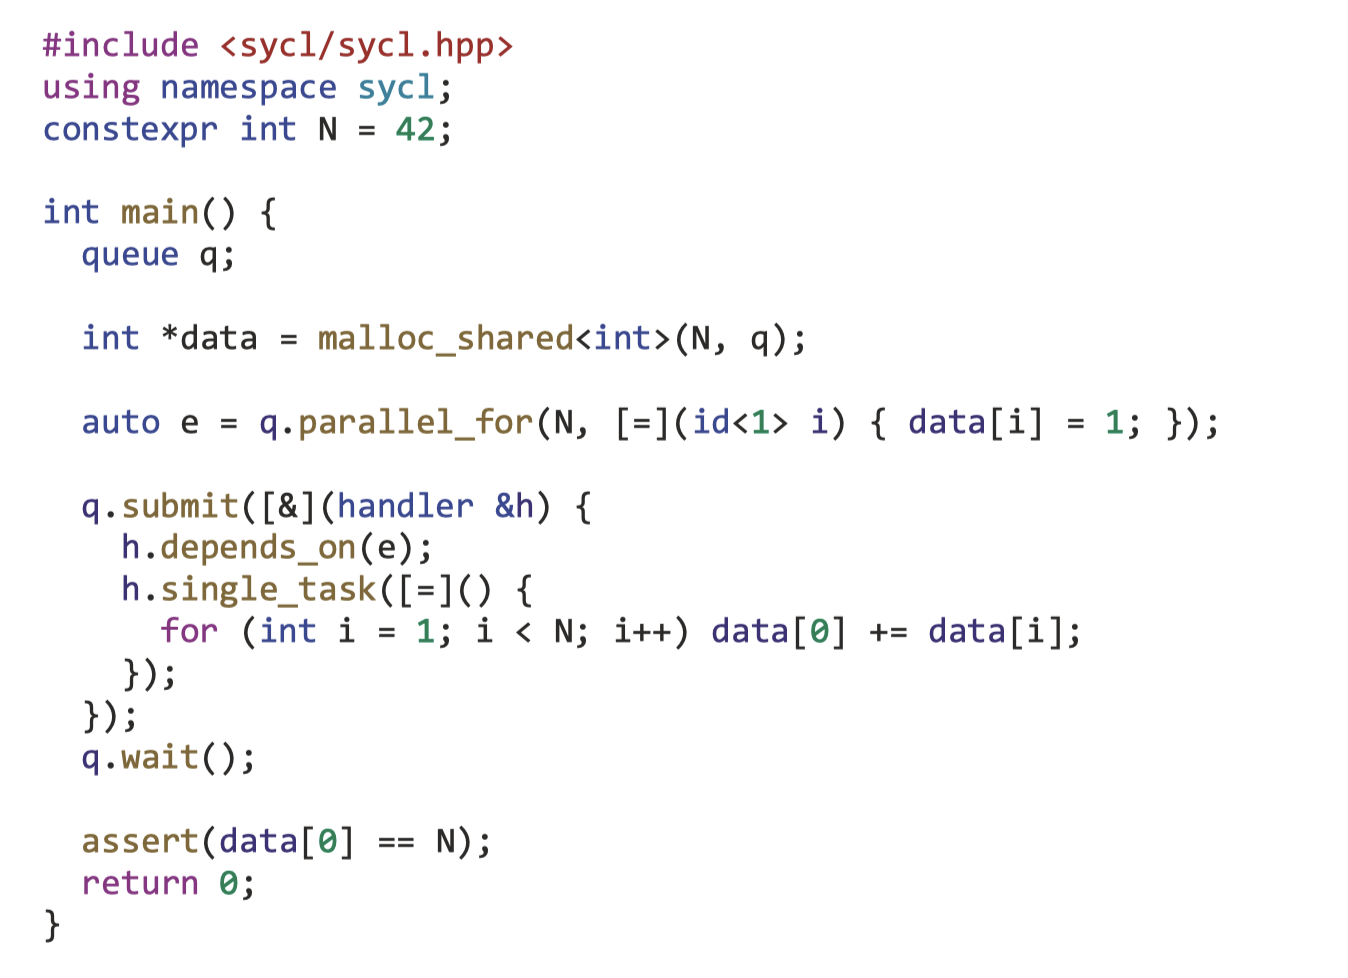 #include <sycl/sycl.hpp>
using namespace sycl;
constexpr int N = 42;

int main() {
  queue q;

  int *data = malloc_shared<int>(N, q);

  auto e = q.parallel_for(N, [=](id<1> i) { data[i] = 1; });

  q.submit([&](handler &h) {
    h.depends_on(e);
    h.single_task([=]() {
      for (int i = 1; i < N; i++) data[0] += data[i];
    });
  });
  q.wait();

  assert(data[0] == N);
  return 0;
}